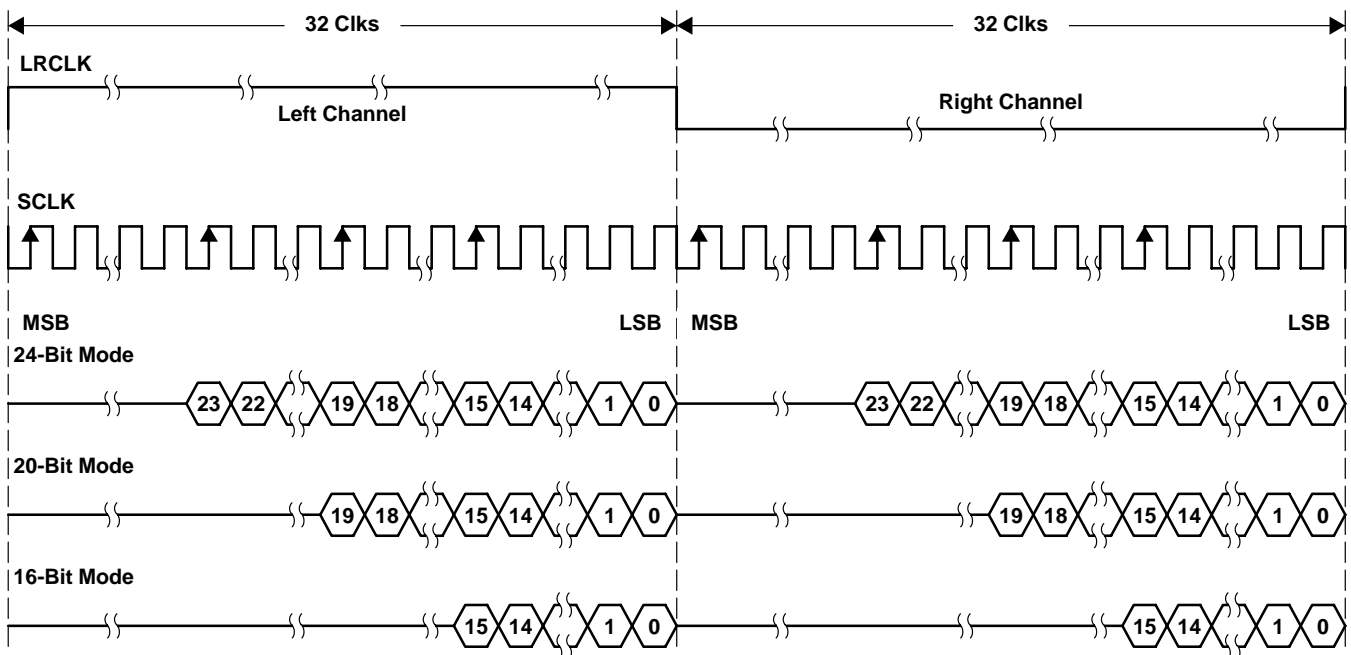 32 Clks 32 Clks
LRCLK
Left Channel Right Channel
SCLK
MSB LSB MSB LSB
24-Bit Mode
23 22 19 18 15 14 1 0 23 22 19 18 15 14 1 0
20-Bit Mode
19 18 15 14 1 0 19 18 15 14 1 0
16-Bit Mode
15 14 1 0 15 14 1 0